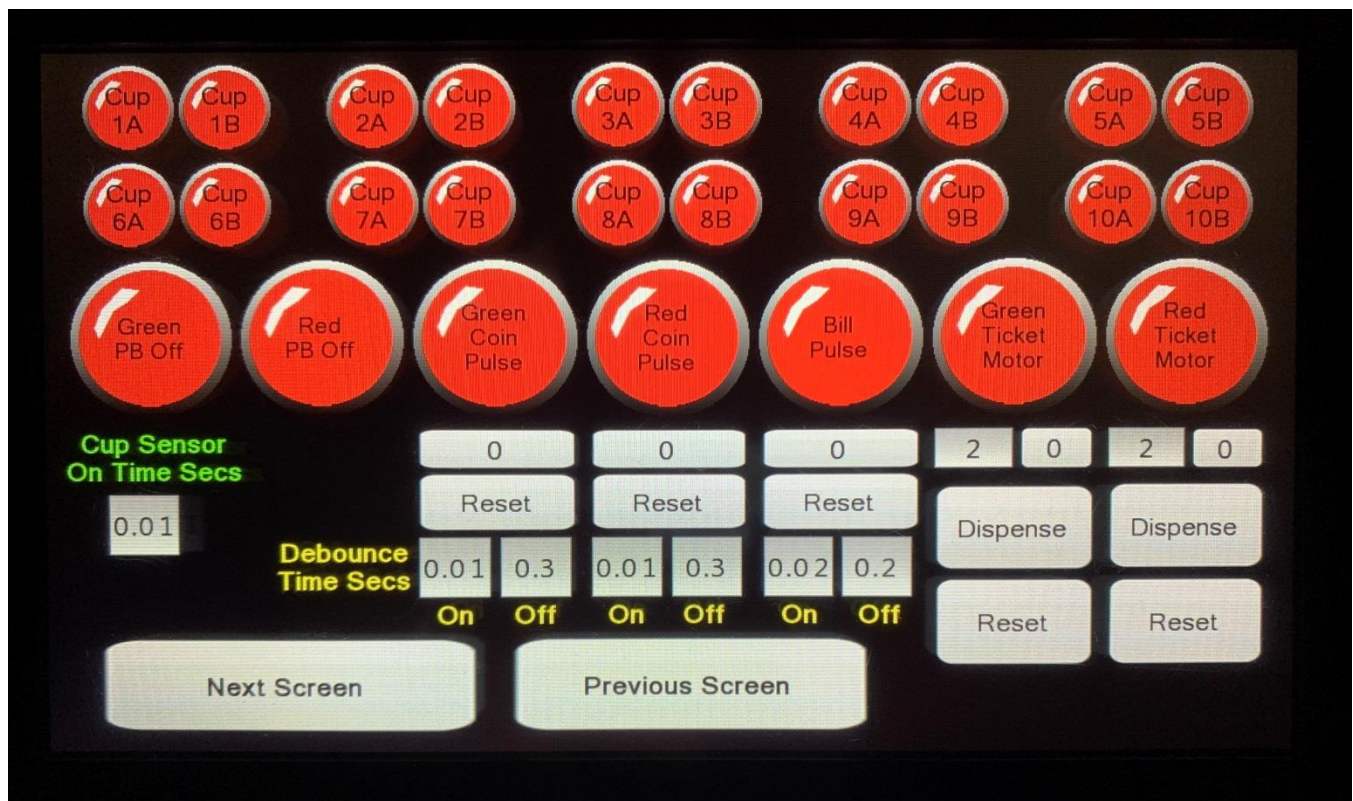 Cup 1A Cup 1B Cup 2A Cup 2B Cup 3A Cup 3B Cup 4A Cup 4B Cup 5A Cup 5B
Cup 6A Cup 6B Cup 7A Cup 7B Cup 8A Cup 8B Cup 9A Cup 9B Cup 10A Cup 10B
Green PB Off Red PB Off Green Coin Pulse Red Coin Pulse Bill Pulse Green Ticket Motor Red Ticket Motor
Cup Sensor
On Time Secs
0.01
0 0 0 2 0 2 0
Reset Reset Reset Dispense Dispense
Debounce
Time Secs
0.01 0.3 0.01 0.3 0.02 0.2
On Off On Off On Off
Reset Reset
Next Screen Previous Screen